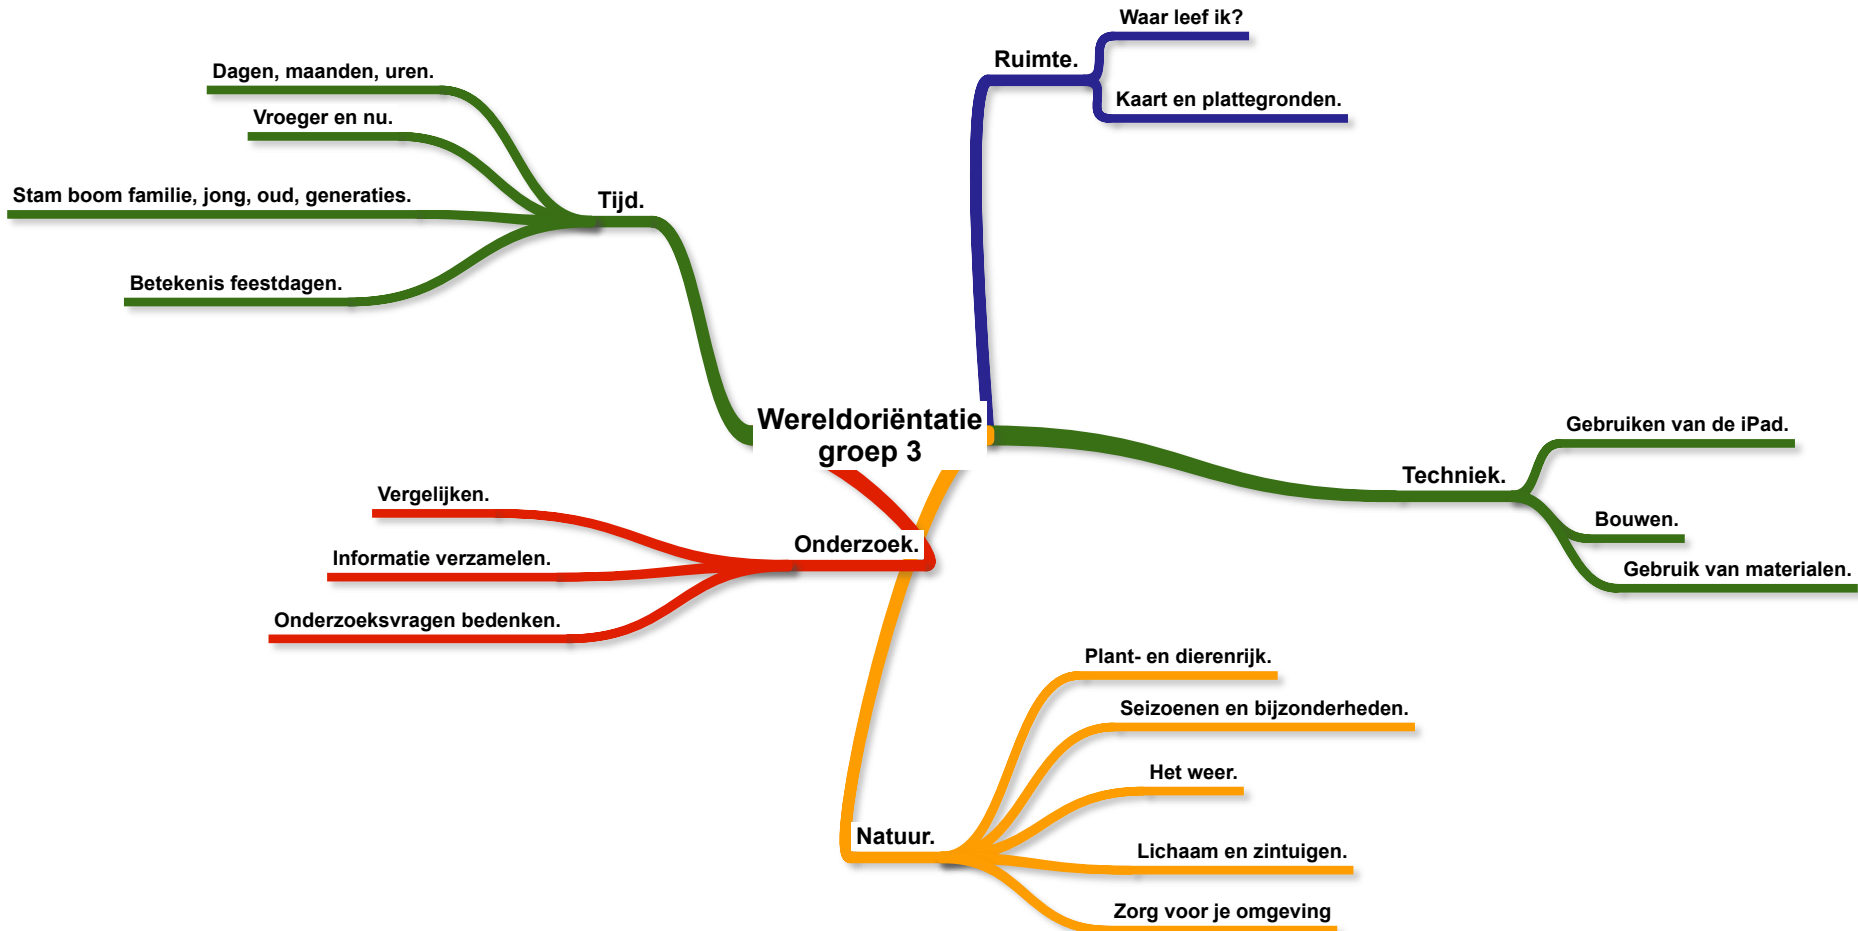 Waar leef ik?
Ruimte.
Kaart en plattegronden.
Dagen, maanden, uren.
Vroeger en nu.
Stam boom familie, jong, oud, generaties.
Tijd.
Betekenis feestdagen.
Wereldoriëntatie
groep 3
Gebruiken van de iPad.
Techniek.
Bouwen.
Gebruik van materialen.
Vergelijken.
Onderzoek.
Informatie verzamelen.
Onderzoeksvragen bedenken.
Plant- en dierenrijk.
Seizoenen en bijzonderheden.
Het weer.
Natuur.
Lichaam en zintuigen.
Zorg voor je omgeving